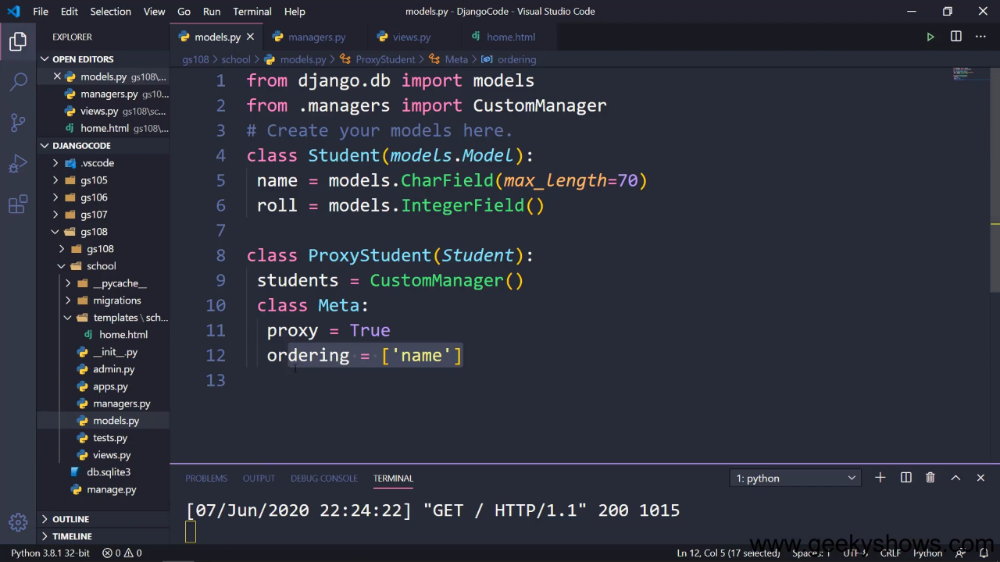 File Edit Selection View Go Run Terminal Help models.py - DjangoCode - Visual Studio Code
EXPLORER
OPEN EDITORS
models.py gs108\...
managers.py gs10...
views.py gs108\sc...
home.html gs108\...
DJANGOCODE
.vscode
gs105
gs106
gs107
gs108
gs108
school
__pycache__
migrations
templates \ sch...
home.html
__init__.py
admin.py
apps.py
managers.py
models.py
tests.py
views.py
db.sqlite3
manage.py
OUTLINE
TIMELINE
models.py managers.py views.py home.html
gs108 > school > models.py > ProxyStudent > Meta > ordering
1 from django.db import models
2 from .managers import CustomManager
3 # Create your models here.
4 class Student(models.Model):
5 name = models.CharField(max_length=70)
6 roll = models.IntegerField()
7
8 class ProxyStudent(Student):
9 students = CustomManager()
10 class Meta:
11 proxy = True
12 ordering = ['name']
13
PROBLEMS OUTPUT DEBUG CONSOLE TERMINAL 1: python
[07/Jun/2020 22:24:22] "GET / HTTP/1.1" 200 1015
www.geekyshows.com
Python 3.8.1 32-bit 0 0 Ln 12, Col 5 (17 selected) Spaces: 1 UTF-8 CRLF Python